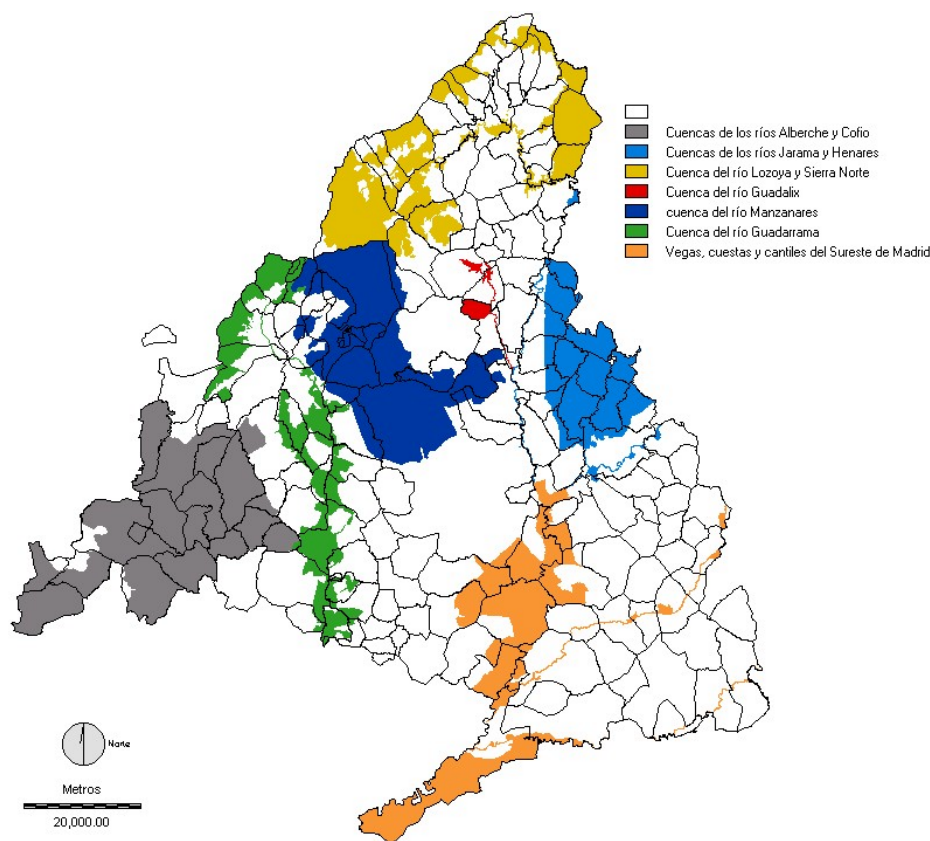 Cuencas de los ríos Alberche y Cofio
Cuencas de los ríos Jarama y Henares
Cuenca del río Lozoya y Sierra Norte
Cuenca del río Guadalix
cuenca del río Manzanares
Cuenca del río Guadarrama
Vegas, cuestas y cantiles del Sureste de Madrid
Norte
Metros
20,000.00